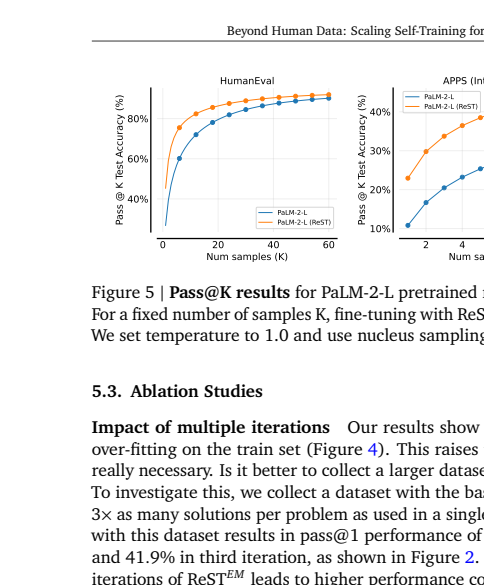 Beyond Human Data: Scaling Self-Training for
HumanEval
Pass @ K Test Accuracy (%)
80%
60%
40%
0 20 40 60
Num samples (K)
PaLM-2-L
PaLM-2-L (ReST)
APPS (Int
Pass @ K Test Accuracy (%)
40%
30%
20%
10%
2 4
Num sa
PaLM-2-L
PaLM-2-L (ReST)
Figure 5 | Pass@K results for PaLM-2-L pretrained
For a fixed number of samples K, fine-tuning with ReS
We set temperature to 1.0 and use nucleus sampling
5.3. Ablation Studies
Impact of multiple iterations Our results show
over-fitting on the train set (Figure 4). This raises
really necessary. Is it better to collect a larger datase
To investigate this, we collect a dataset with the bas
3× as many solutions per problem as used in a single
with this dataset results in pass@1 performance of
and 41.9% in third iteration, as shown in Figure 2.
iterations of ReST^EM leads to higher performance co